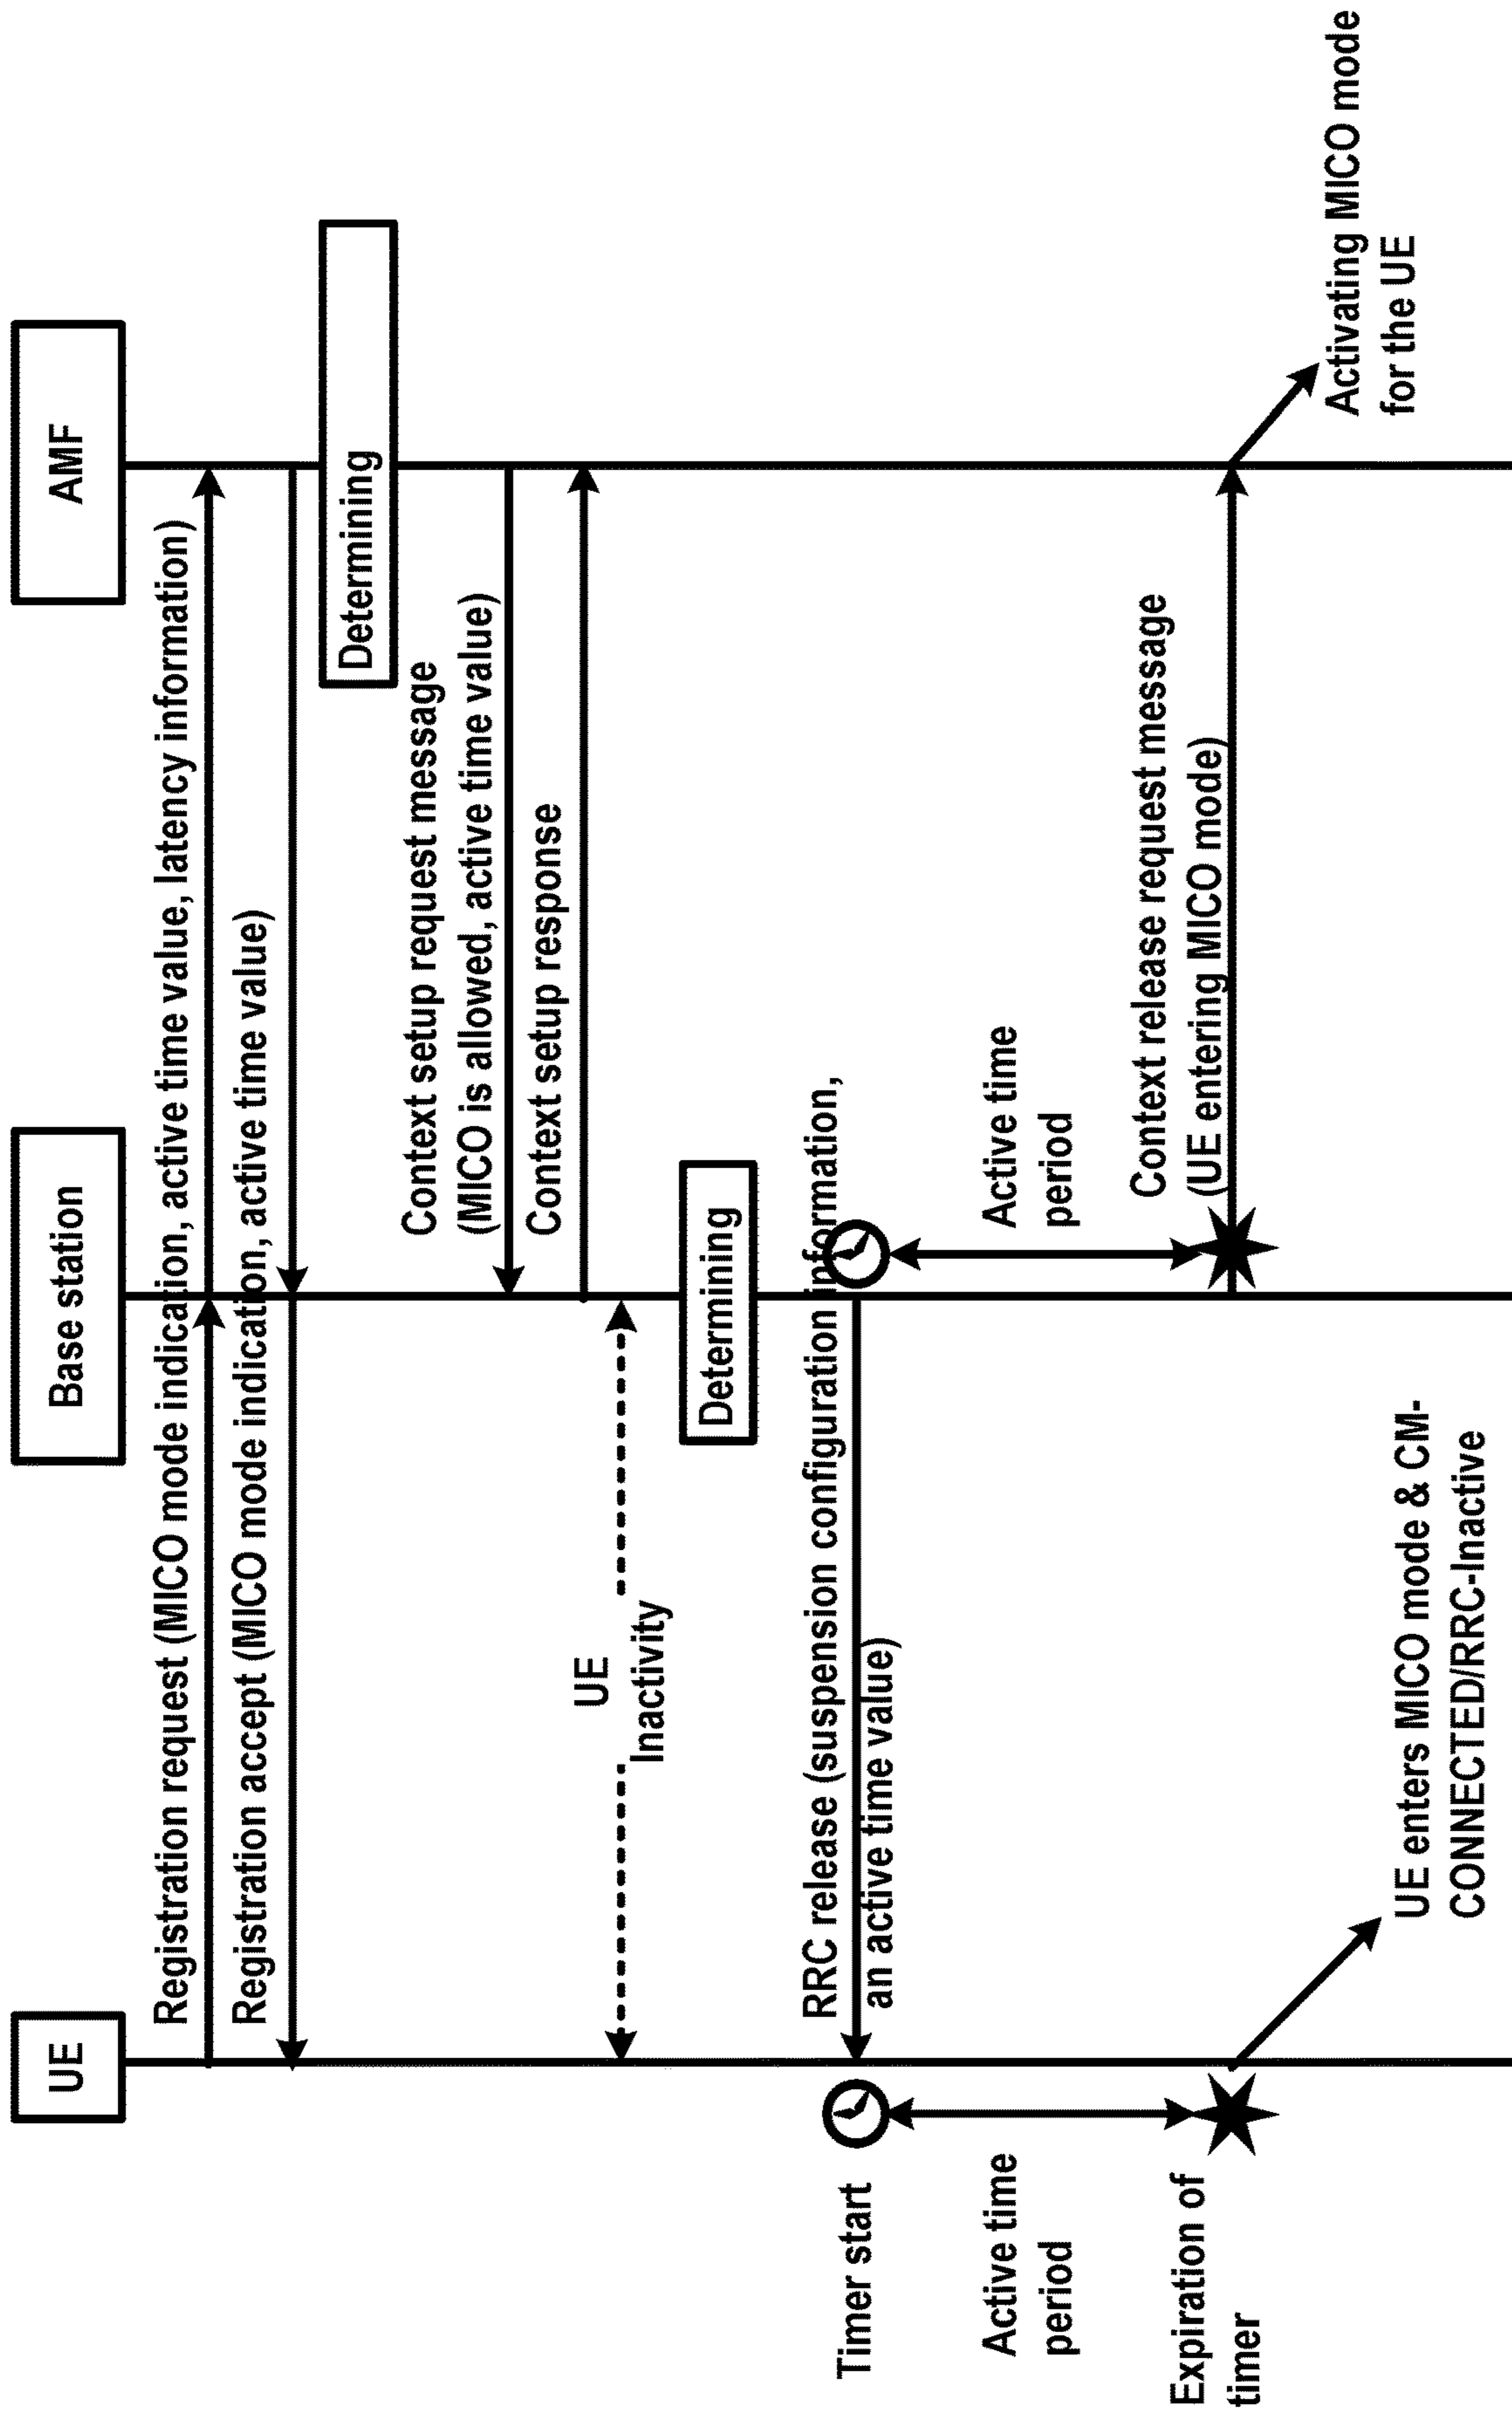 UE
Base station
AMF
Registration request (MICO mode indication, active time value, latency information)
Registration accept (MICO mode indication, active time value)
Determining
Context setup request message
(MICO is allowed, active time value)
Context setup response
UE
Inactivity
Determining
RRC release (suspension configuration information,
an active time value)
Timer start
Active time
period
Active time
period
Expiration of
timer
Context release request message
(UE entering MICO mode)
Activating MICO mode
for the UE
UE enters MICO mode & CM-
CONNECTED/RRC-Inactive